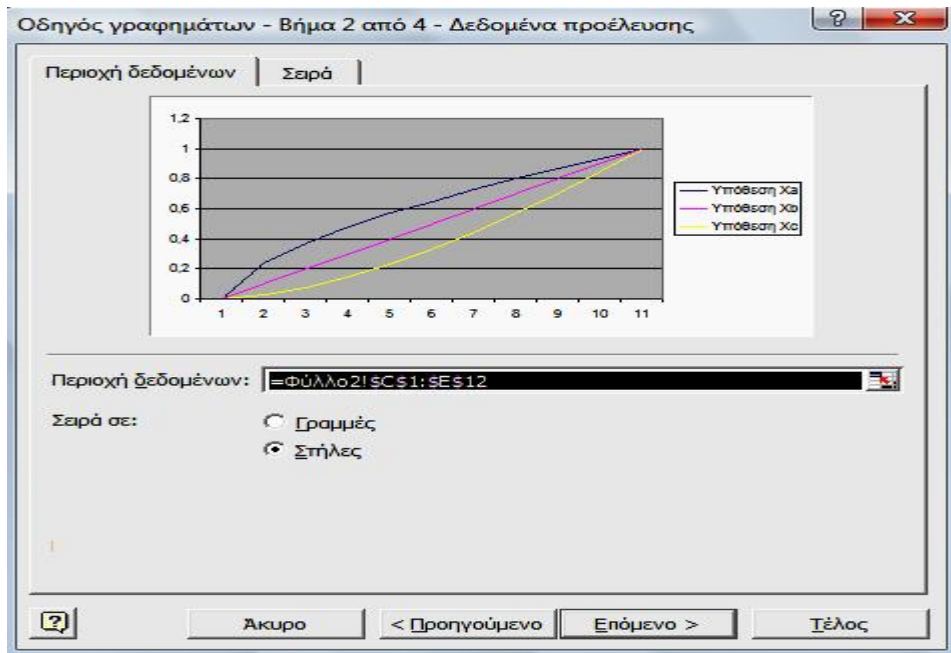 Οδηγός γραφημάτων - Βήμα 2 από 4 - Δεδομένα προέλευσης
?
X
Περιοχή δεδομένων
Σειρά
1,2
1
0,8
0,6
0,4
0,2
0
1 2 3 4 5 6 7 8 9 10 11
Υπόθεση Xa
Υπόθεση Xb
Υπόθεση Xc
Περιοχή δεδομένων:
=Φύλλο2!$C$1:$E$12
Σειρά σε:
Γραμμές
Στήλες
?
Άκυρο
< Προηγούμενο
Επόμενο >
Τέλος